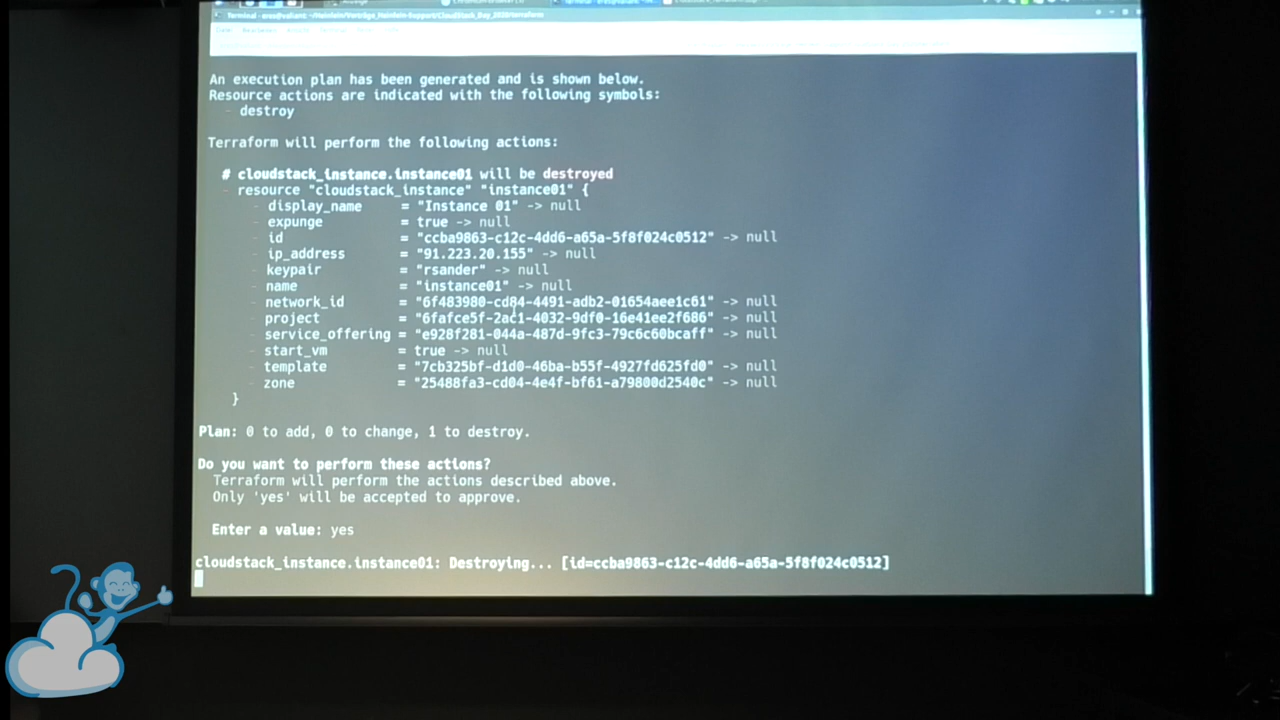 An execution plan has been generated and is shown below.
Resource actions are indicated with the following symbols:
- destroy
Terraform will perform the following actions:
# cloudstack_instance.instance01 will be destroyed
- resource "cloudstack_instance" "instance01" {
- display_name = "Instance 01" -> null
- expunge = true -> null
- id = "ccba9863-c12c-4dd6-a65a-5f8f024c0512" -> null
- ip_address = "91.223.20.155" -> null
- keypair = "rsander" -> null
- name = "instance01" -> null
- network_id = "6f483980-cd84-4491-adb2-01654aee1c61" -> null
- project = "6fafce5f-2ac1-4032-9df0-16e41ee2f686" -> null
- service_offering = "e928f281-044a-487d-9fc3-79c6c60bcaff" -> null
- start_vm = true -> null
- template = "7cb325bf-d1d0-46ba-b55f-4927fd625fd0" -> null
- zone = "25488fa3-cd04-4e4f-bf61-a79800d2540c" -> null
}
Plan: 0 to add, 0 to change, 1 to destroy.
Do you want to perform these actions?
Terraform will perform the actions described above.
Only 'yes' will be accepted to approve.
Enter a value: yes
cloudstack_instance.instance01: Destroying... [id=ccba9863-c12c-4dd6-a65a-5f8f024c0512]